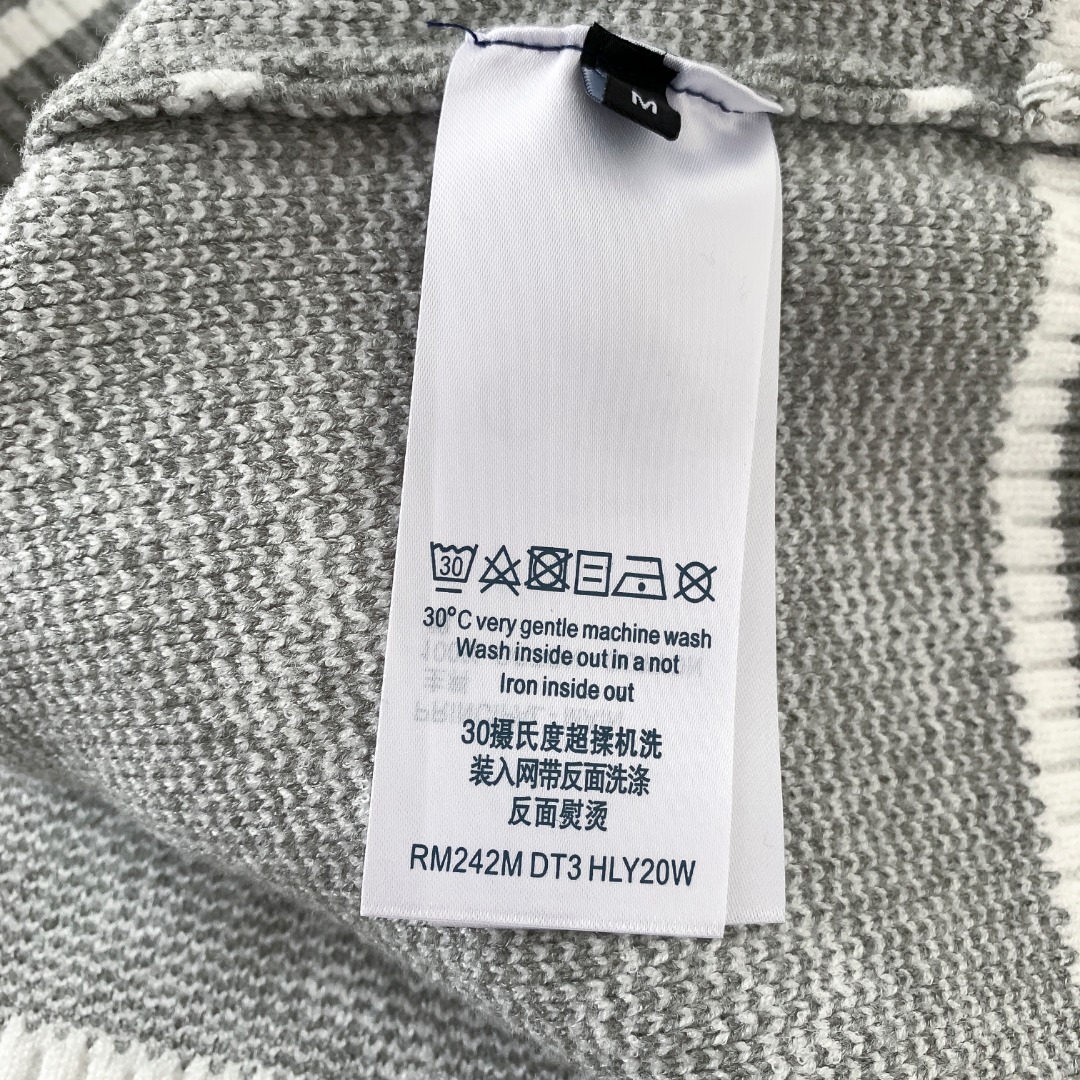 M
30
30°C very gentle machine wash
Wash inside out in a not
Iron inside out
30摄氏度超揉机洗
装入网带反面洗涤
反面熨烫
RM242M DT3 HLY20W